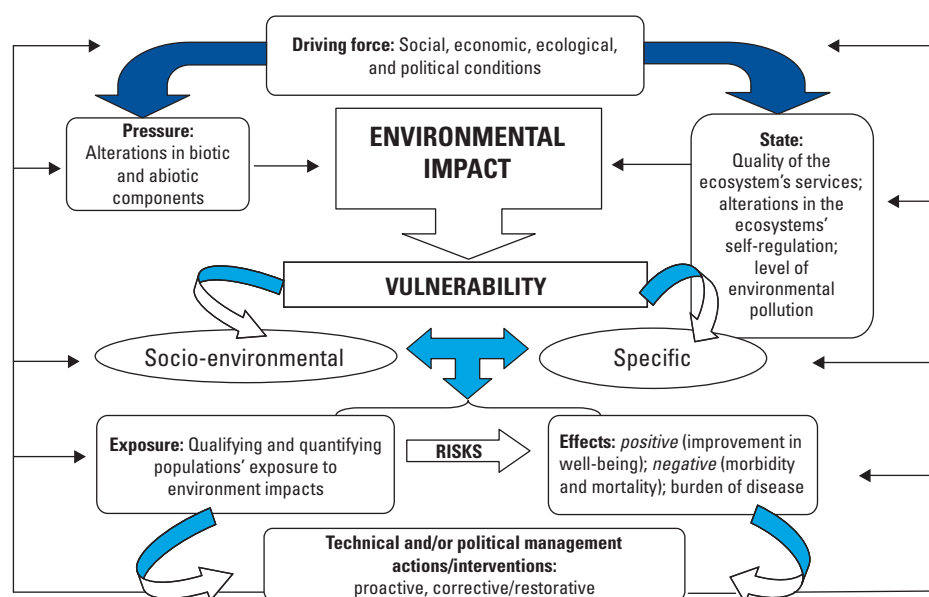 Driving force: Social, economic, ecological,
and political conditions
Pressure:
Alterations in biotic
and abiotic
components
ENVIRONMENTAL
IMPACT
State:
Quality of the
ecosystem's services;
alterations in the
ecosystems'
self-regulation;
level of
environmental
pollution
VULNERABILITY
Socio-environmental
Specific
Exposure: Qualifying and quantifying
populations' exposure to
environment impacts
RISKS
Effects: positive (improvement in
well-being); negative (morbidity
and mortality); burden of disease
Technical and/or political management
actions/interventions:
proactive, corrective/restorative